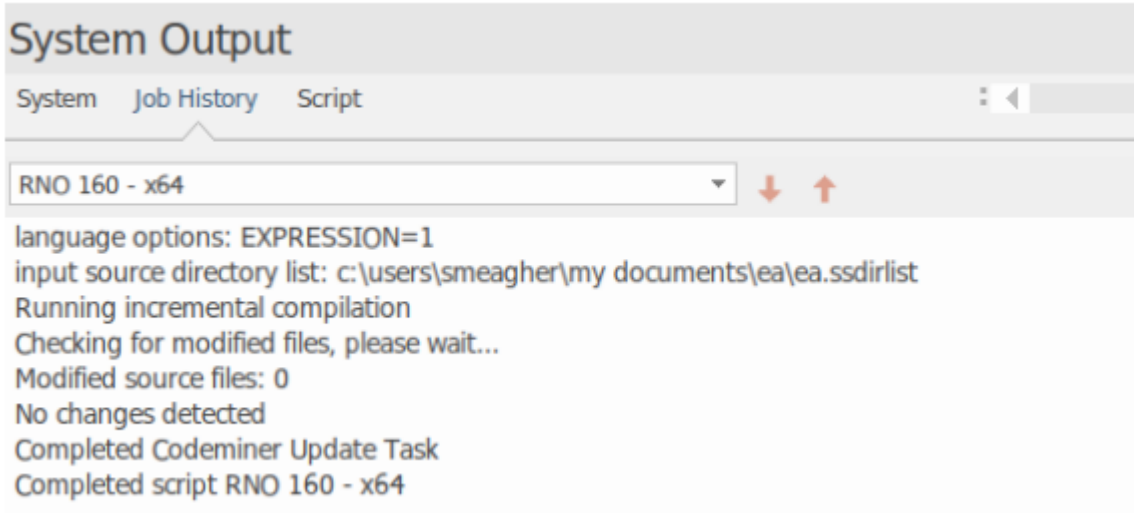 System Output
System Job History Script
RNO 160 - x64
language options: EXPRESSION=1
input source directory list: c:\users\smeagher\my documents\ea\ea.ssdirlist
Running incremental compilation
Checking for modified files, please wait...
Modified source files: 0
No changes detected
Completed Codeminer Update Task
Completed script RNO 160 - x64